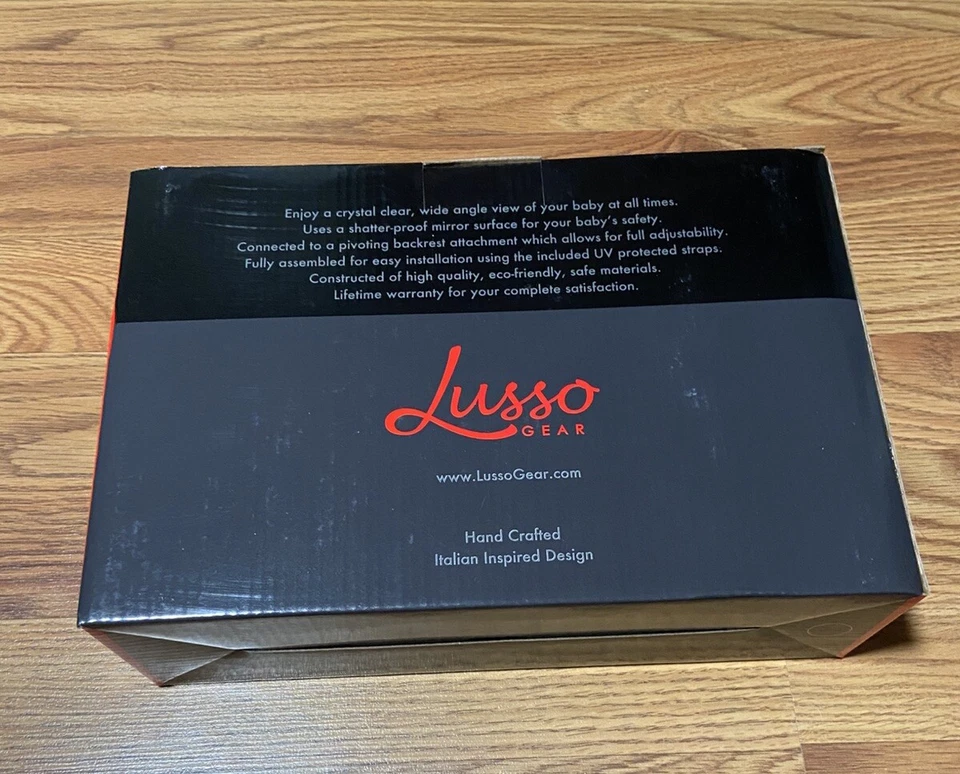 Enjoy a crystal clear, wide angle view of your baby at all times.
Uses a shatter-proof mirror surface for your baby's safety.
Connected to a pivoting backrest attachment which allows for full adjustability.
Fully assembled for easy installation using the included UV protected straps.
Constructed of high quality, eco-friendly, safe materials.
Lifetime warranty for your complete satisfaction.
Lusso
GEAR
www.LussoGear.com
Hand Crafted
Italian Inspired Design